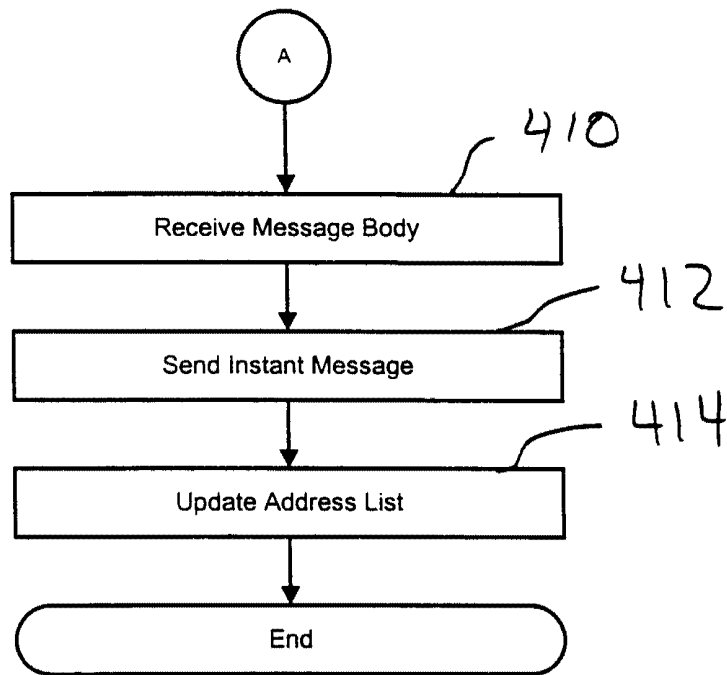 A
410
Receive Message Body
412
Send Instant Message
414
Update Address List
End